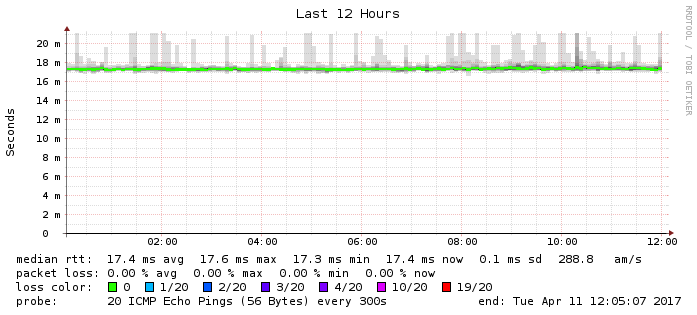 Last 12 Hours
RRDTOOL / TOBI OETIKER
Seconds
20 m
18 m
16 m
14 m
12 m
10 m
8 m
6 m
4 m
2 m
0
02:00 04:00 06:00 08:00 10:00 12:00
median rtt: 17.4 ms avg 17.6 ms max 17.3 ms min 17.4 ms now 0.1 ms sd 288.8 am/s
packet loss: 0.00 % avg 0.00 % max 0.00 % min 0.00 % now
loss color: 0 1/20 2/20 3/20 4/20 10/20 19/20
probe: 20 ICMP Echo Pings (56 Bytes) every 300s end: Tue Apr 11 12:05:07 2017